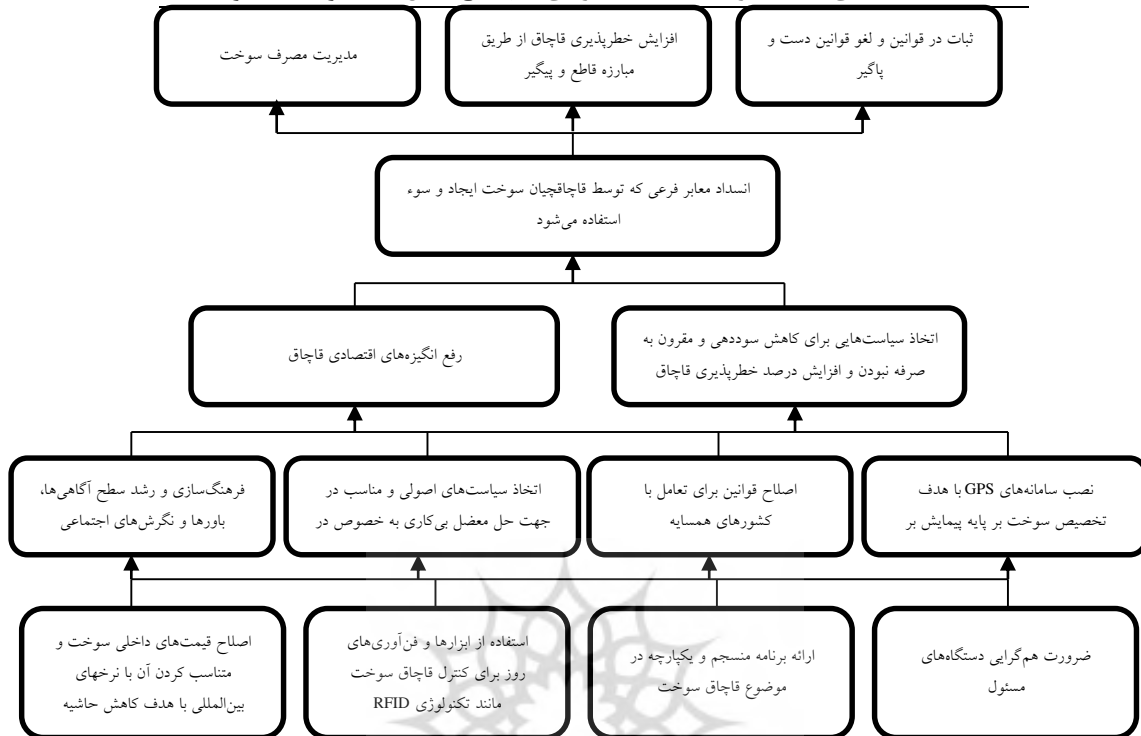 ثبات در قوانین و لغو قوانین دست و
پاگیر
افزایش خطرپذیری قاچاق از طریق
مبارزه قاطع و پیگیر
مدیریت مصرف سوخت
انسداد معابر فرعی که توسط قاچاقچیان سوخت ایجاد و سوء
استفاده می‌شود
اتخاذ سیاست‌هایی برای کاهش سوددهی و مقرون به
صرفه نبودن و افزایش درصد خطرپذیری قاچاق
رفع انگیزه‌های اقتصادی قاچاق
نصب سامانه‌های GPS با هدف
تخصیص سوخت بر پایه پیمایش بر
اصلاح قوانین برای تعامل با
کشورهای همسایه
اتخاذ سیاست‌های اصولی و مناسب در
جهت حل معضل بی‌کاری به خصوص در
فرهنگ‌سازی و رشد سطح آگاهی‌ها،
باورها و نگرش‌های اجتماعی
ضرورت هم‌گرایی دستگاه‌های
مسئول
ارائه برنامه منسجم و یکپارچه در
موضوع قاچاق سوخت
استفاده از ابزارها و فن‌آوری‌های
روز برای کنترل قاچاق سوخت
مانند تکنولوژی RFID
اصلاح قیمت‌های داخلی سوخت و
متناسب کردن آن با نرخهای
بین‌المللی با هدف کاهش حاشیه